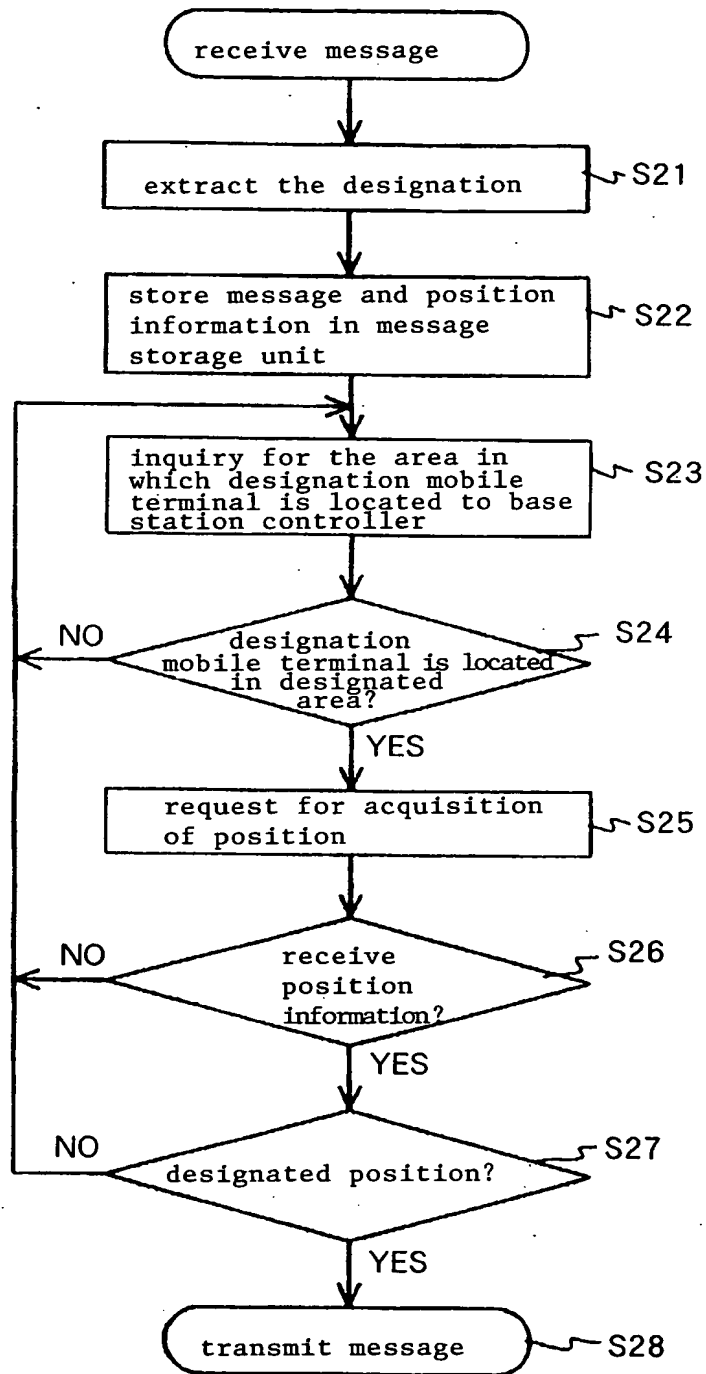 receive message
extract the designation
S21
store message and position
information in message
storage unit
S22
inquiry for the area in
which designation mobile
terminal is located to base
station controller
S23
NO
designation
mobile terminal is located
in designated
area?
S24
YES
request for acquisition
of position
S25
NO
receive
position
information?
S26
YES
NO
designated position?
S27
YES
transmit message
S28